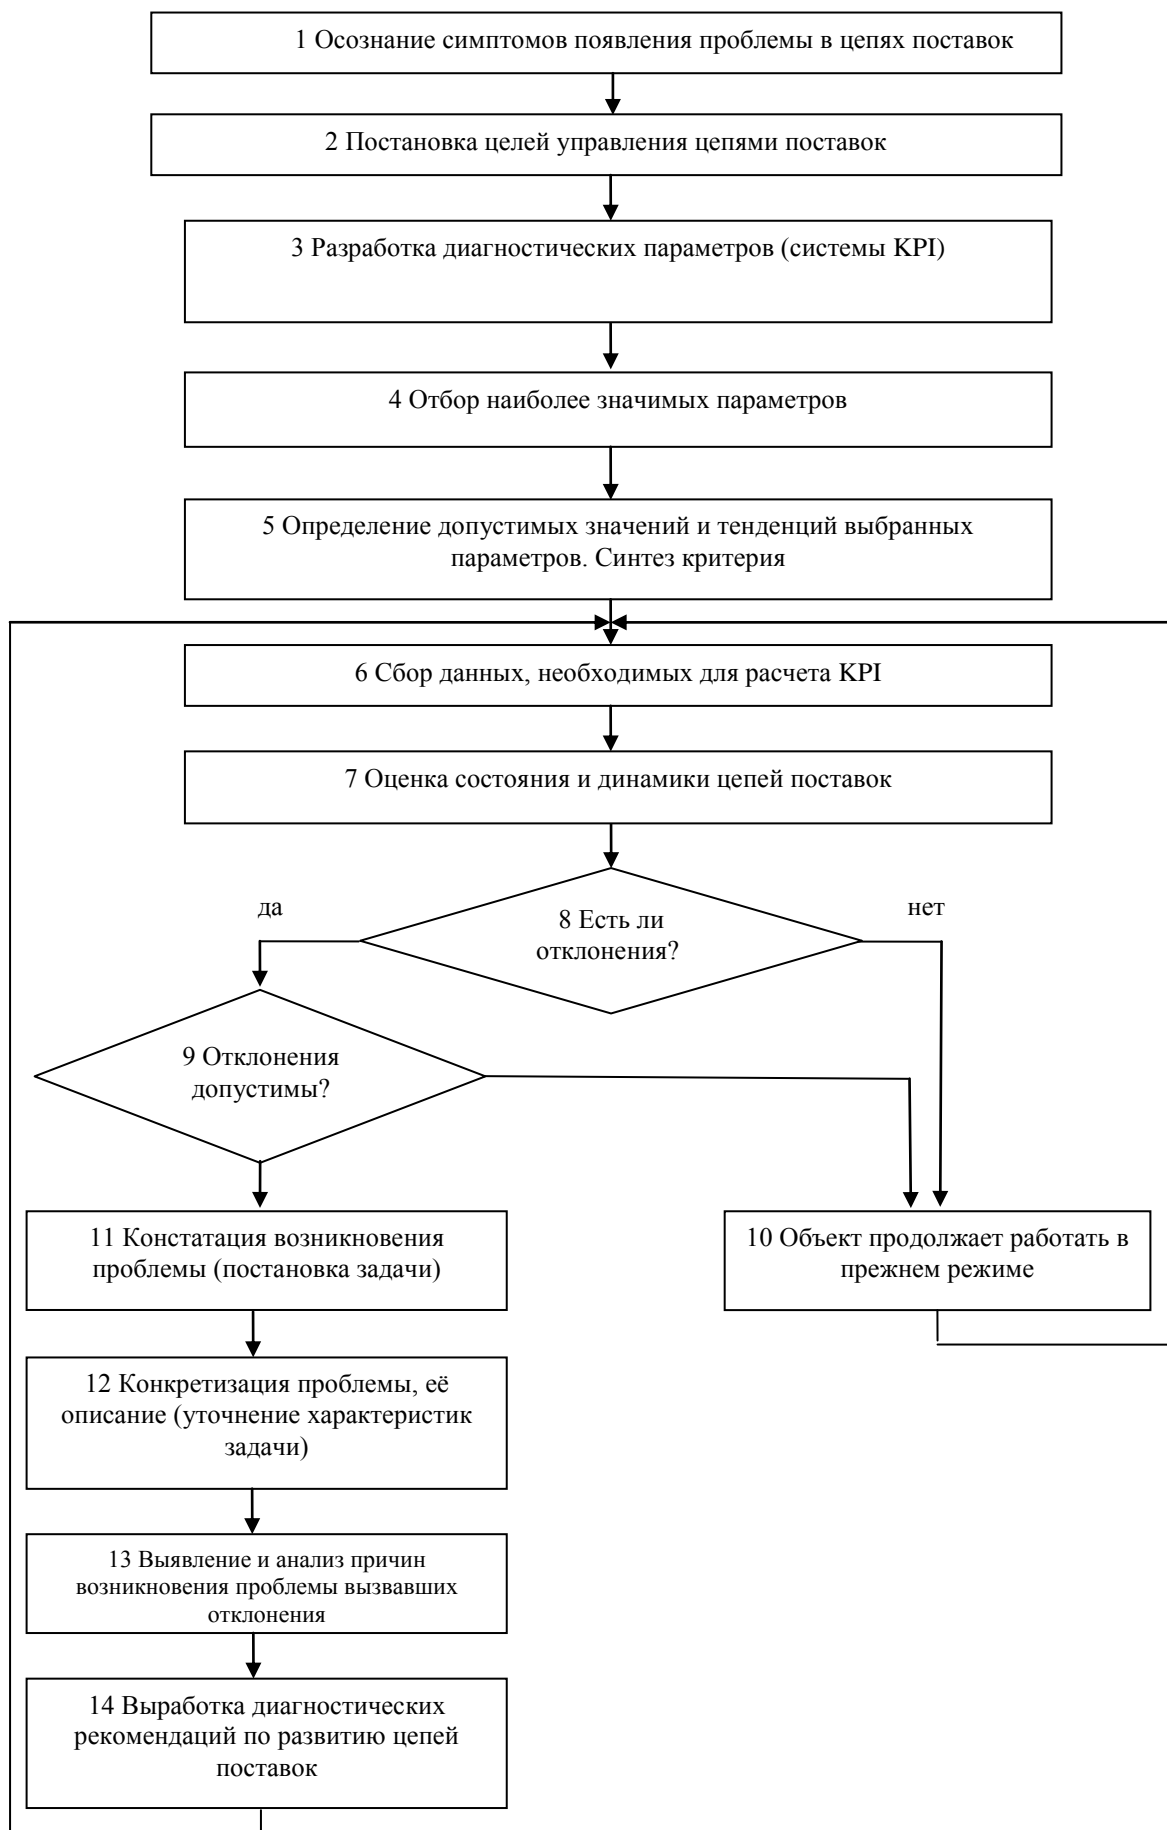 1 Осознание симптомов появления проблемы в цепях поставок
2 Постановка целей управления цепями поставок
3 Разработка диагностических параметров (системы KPI)
4 Отбор наиболее значимых параметров
5 Определение допустимых значений и тенденций выбранных
параметров. Синтез критерия
6 Сбор данных, необходимых для расчета KPI
7 Оценка состояния и динамики цепей поставок
да
8 Есть ли
отклонения?
нет
9 Отклонения
допустимы?
11 Констатация возникновения
проблемы (постановка задачи)
10 Объект продолжает работать в
прежнем режиме
12 Конкретизация проблемы, её
описание (уточнение характеристик
задачи)
13 Выявление и анализ причин
возникновения проблемы вызвавших
отклонения
14 Выработка диагностических
рекомендаций по развитию цепей
поставок